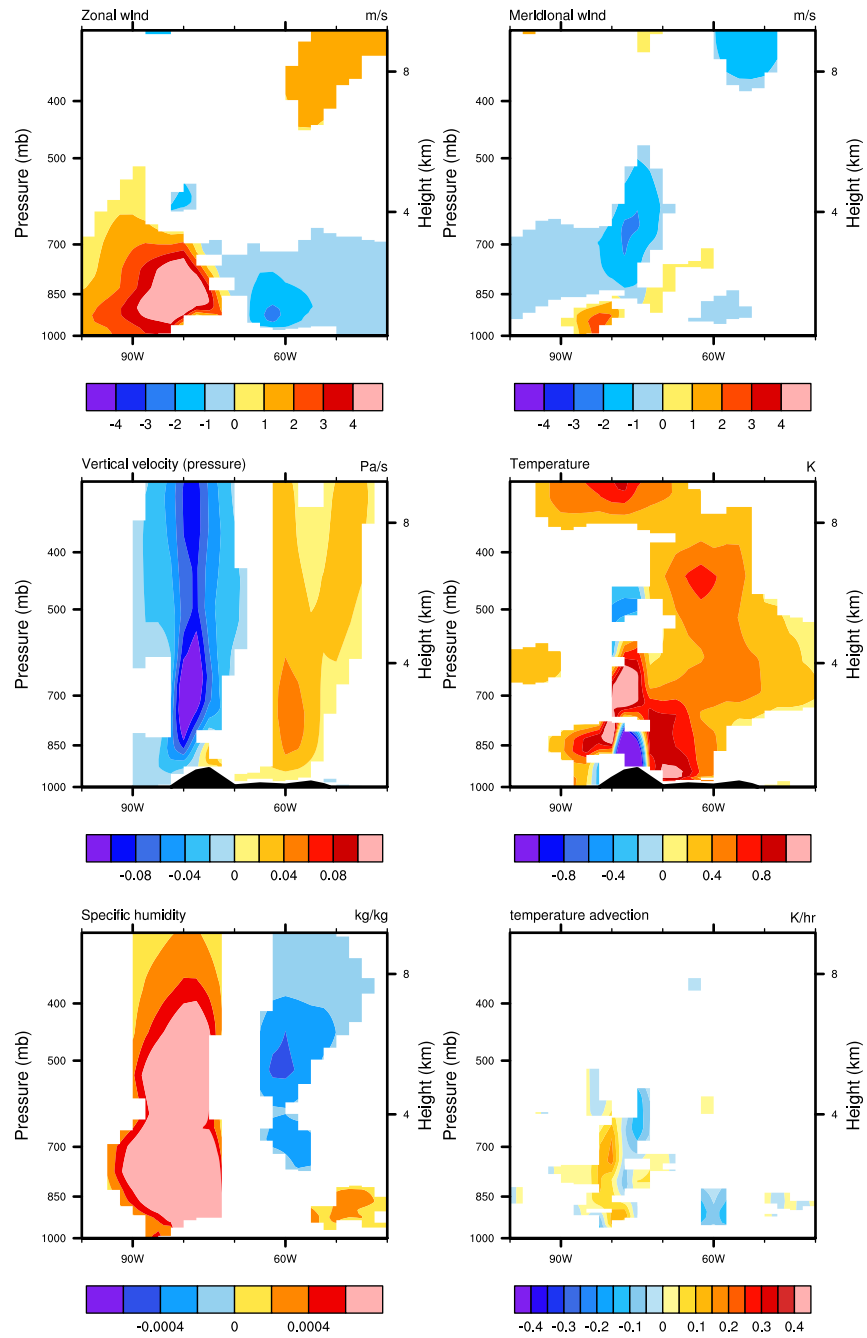 Zonal wind m/s
Pressure (mb)
400
500
700
850
1000
8
4
Height (km)
90W 60W
-4 -3 -2 -1 0 1 2 3 4
Meridional wind m/s
Pressure (mb)
400
500
700
850
1000
8
4
Height (km)
90W 60W
-4 -3 -2 -1 0 1 2 3 4
Vertical velocity (pressure) Pa/s
Pressure (mb)
400
500
700
850
1000
8
4
Height (km)
90W 60W
-0.08 -0.04 0 0.04 0.08
Temperature K
Pressure (mb)
400
500
700
850
1000
8
4
Height (km)
90W 60W
-0.8 -0.4 0 0.4 0.8
Specific humidity kg/kg
Pressure (mb)
400
500
700
850
1000
8
4
Height (km)
90W 60W
-0.0004 0 0.0004
temperature advection K/hr
Pressure (mb)
400
500
700
850
1000
8
4
Height (km)
90W 60W
-0.4 -0.3 -0.2 -0.1 0 0.1 0.2 0.3 0.4